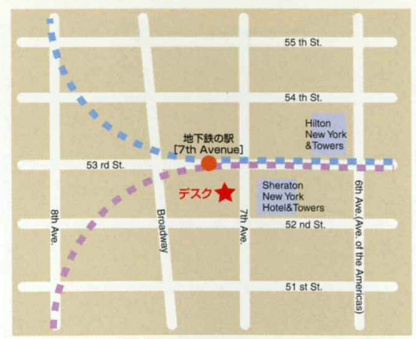 55 th St.
54 th St.
Hilton
New York
&Towers
地下鉄の駅
[7th Avenue]
53 rd St.
デスク
Sheraton
New York
Hotel&Towers
8th Ave.
Broadway
7th Ave.
6th Ave.(Ave. of the Americas)
52 nd St.
51 st St.